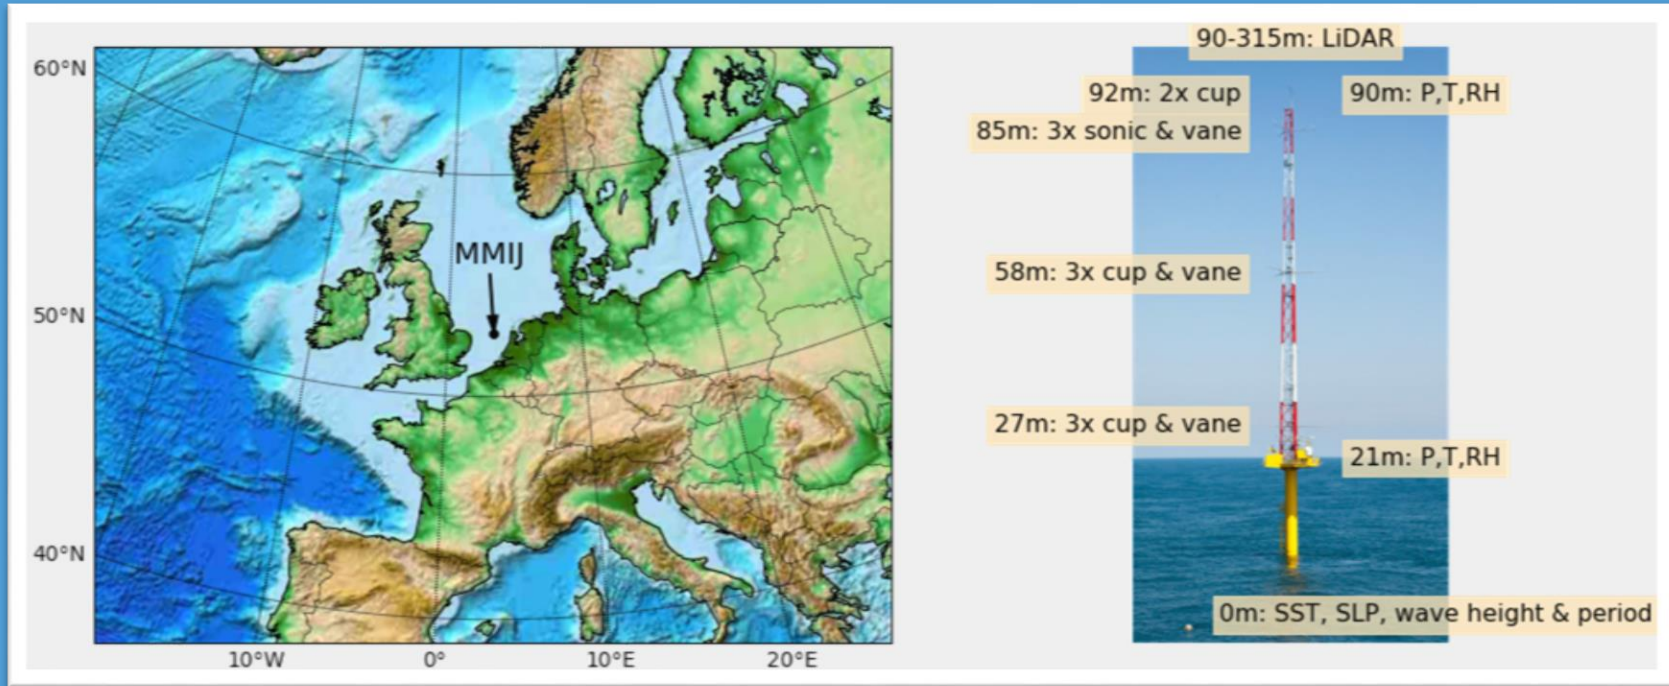 60°N
50°N
40°N
10°W
0°
10°E
20°E
MMIJ
90-315m: LiDAR
92m: 2x cup
90m: P,T,RH
85m: 3x sonic & vane
58m: 3x cup & vane
27m: 3x cup & vane
21m: P,T,RH
0m: SST, SLP, wave height & period